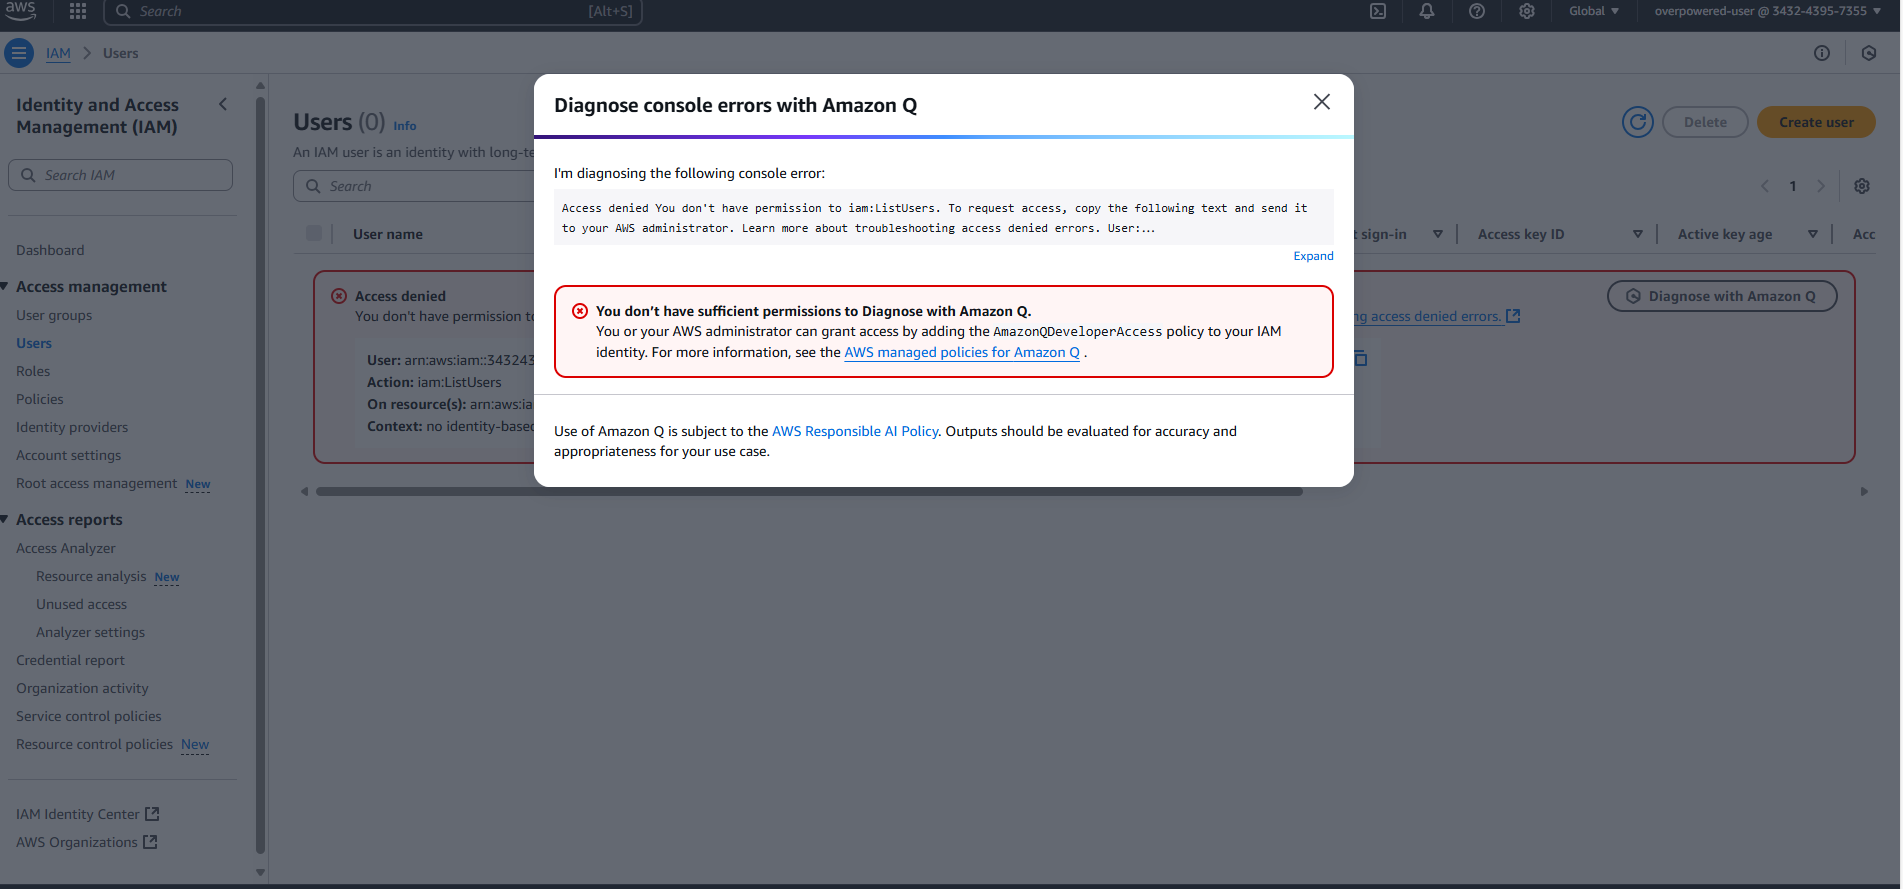 aws
Search
[Alt+S]
Global
overpowered-user @ 3432-4395-7355
IAM
Users
Identity and Access
Management (IAM)
Search IAM
Dashboard
Access management
User groups
Users
Roles
Policies
Identity providers
Account settings
Root access management New
Access reports
Access Analyzer
Resource analysis New
Unused access
Analyzer settings
Credential report
Organization activity
Service control policies
Resource control policies New
IAM Identity Center
AWS Organizations
Users (0) Info
Delete
Create user
An IAM user is an identity with
Search
1
User name
sign-in
Access key ID
Active key age
Access denied
You don't have permission
access denied errors.
Diagnose with Amazon Q
User: arn:aws:iam::343243
Action: iam:ListUsers
On resource(s): arn:aws:ia
Context: no identity-base
Diagnose console errors with Amazon Q
I'm diagnosing the following console error:
Access denied You don't have permission to iam:ListUsers. To request access, copy the following text and send it
to your AWS administrator. Learn more about troubleshooting access denied errors. User:...
Expand
You don’t have sufficient permissions to Diagnose with Amazon Q.
You or your AWS administrator can grant access by adding the AmazonQDeveloperAccess policy to your IAM
identity. For more information, see the AWS managed policies for Amazon Q .
Use of Amazon Q is subject to the AWS Responsible AI Policy. Outputs should be evaluated for accuracy and
appropriateness for your use case.